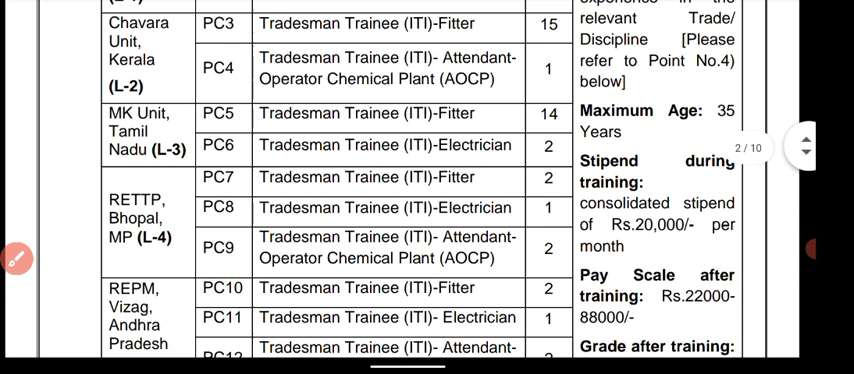 Chavara
Unit,
Kerala
(L-2)
PC3
Tradesman Trainee (ITI)-Fitter
15
PC4
Tradesman Trainee (ITI)- Attendant-
Operator Chemical Plant (AOCP)
1
MK Unit,
Tamil
Nadu (L-3)
PC5
Tradesman Trainee (ITI)-Fitter
14
PC6
Tradesman Trainee (ITI)-Electrician
2
RETTP,
Bhopal,
MP (L-4)
PC7
Tradesman Trainee (ITI)-Fitter
2
PC8
Tradesman Trainee (ITI)-Electrician
1
PC9
Tradesman Trainee (ITI)- Attendant-
Operator Chemical Plant (AOCP)
2
REPM,
Vizag,
Andhra
Pradesh
PC10
Tradesman Trainee (ITI)-Fitter
2
PC11
Tradesman Trainee (ITI)- Electrician
1
PC12
Tradesman Trainee (ITI)- Attendant-
relevant Trade/
Discipline [Please
refer to Point No.4)
below]
Maximum Age: 35
Years
Stipend during
training:
consolidated stipend
of Rs.20,000/- per
month
Pay Scale after
training: Rs.22000-
88000/-
Grade after training:
2 / 10